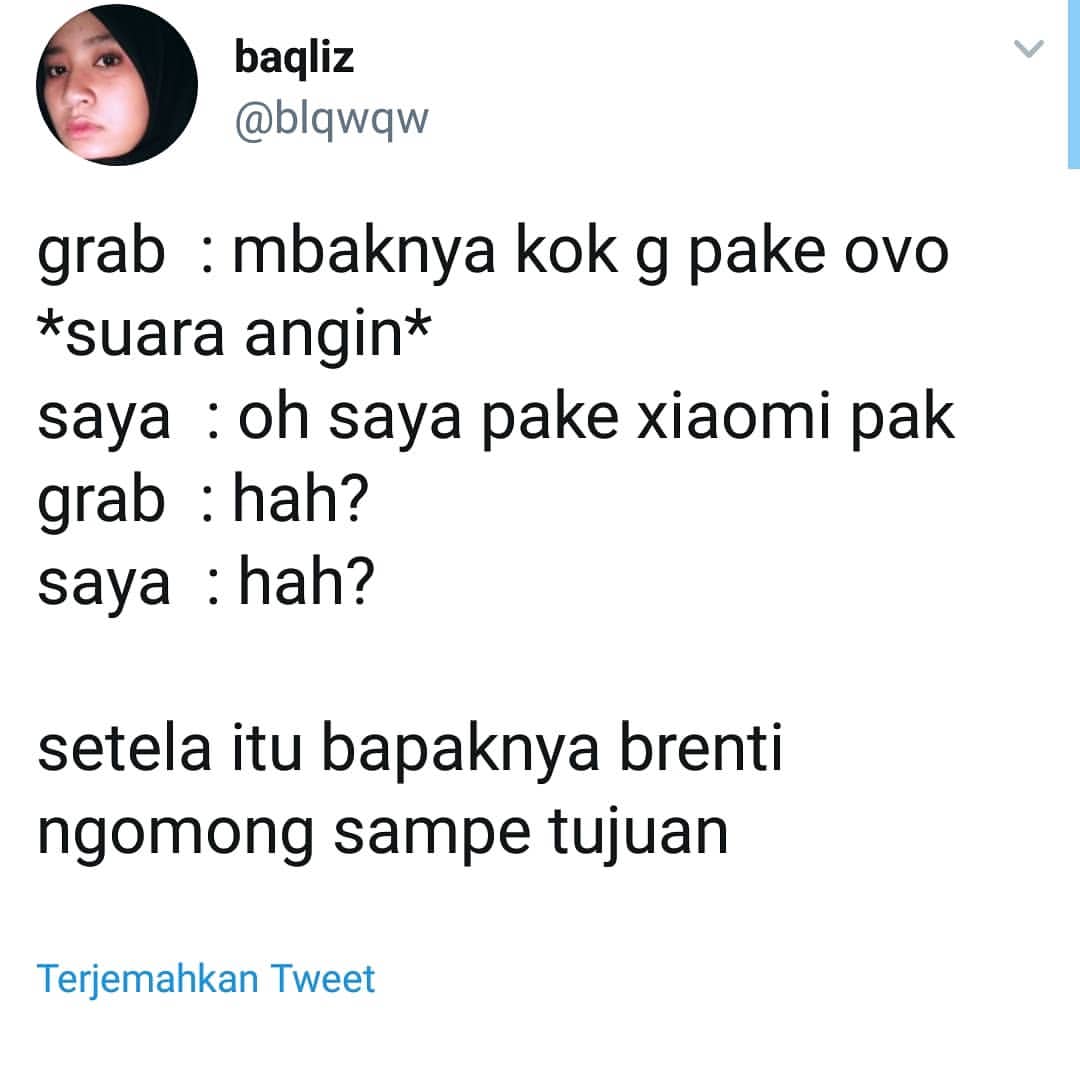 baqliz
@blqwqw
grab : mbaknya kok g pake ovo
*suara angin*
saya : oh saya pake xiaomi pak
grab : hah?
saya : hah?
setela itu bapaknya brenti
ngomong sampe tujuan
Terjemahkan Tweet